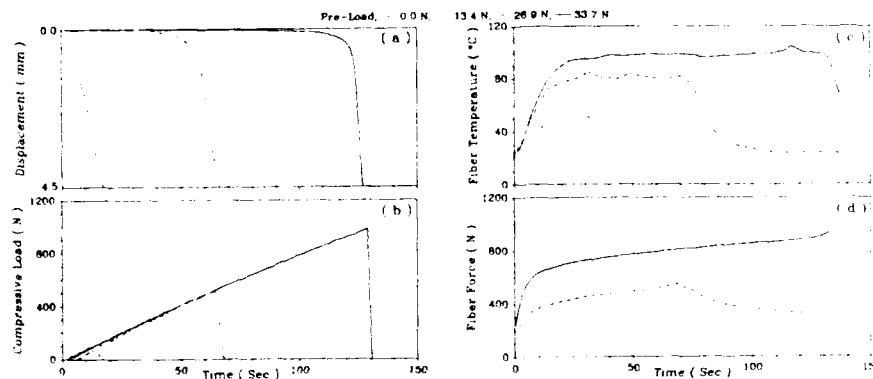 Pre-Load, · 0.0 N, 13.4 N, - 26.9 N, — 33.7 N
0.0
( a )
Displacement ( mm )
4.5
1200
( b )
Compressive Load ( N )
800
400
0
0
50
100
150
Time ( Sec )
120
( c )
Fiber Temperature ( °C )
80
40
0
1200
( d )
Fiber Force ( N )
800
400
0
0
50
100
15
Time ( Sec )